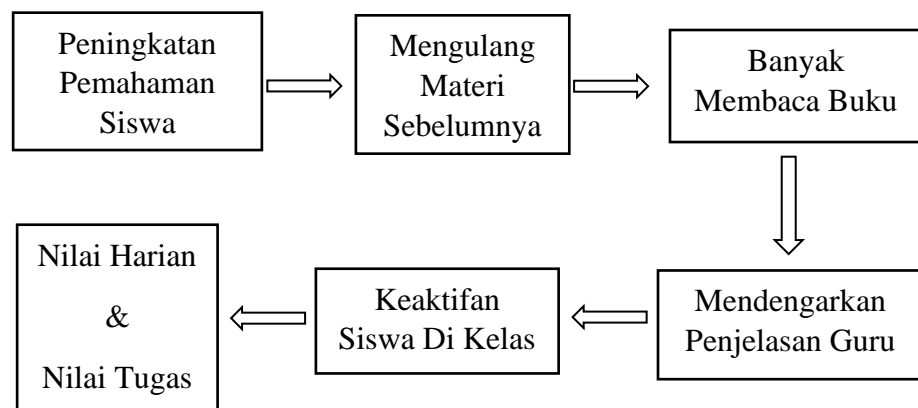 Peningkatan
Pemahaman
Siswa
Mengulang
Materi
Sebelumnya
Banyak
Membaca Buku
Mendengarkan
Penjelasan Guru
Keaktifan
Siswa Di Kelas
Nilai Harian
&
Nilai Tugas